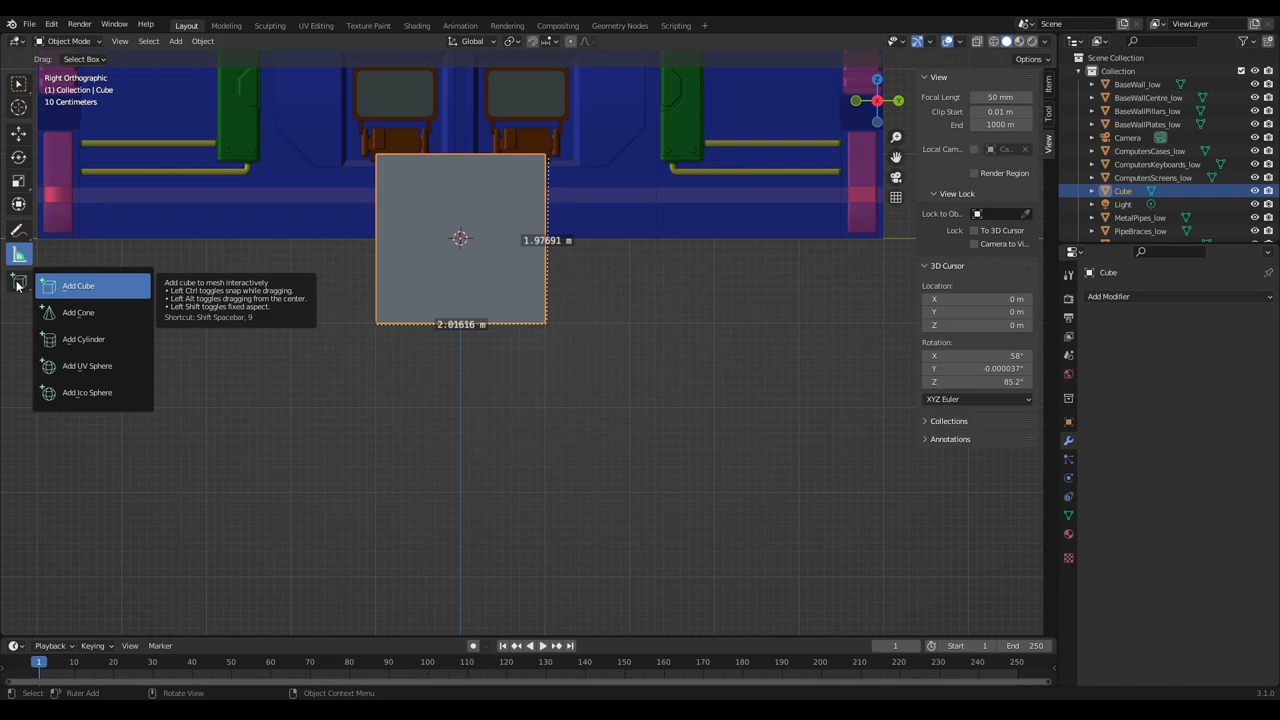 File Edit Render Window Help Layout Modeling Sculpting UV Editing Texture Paint Shading Animation Rendering Compositing Geometry Nodes Scripting + Scene ViewLayer
Object Mode View Select Add Object Global
Drag: Select Box Options
Right Orthographic
(1) Collection | Cube
10 Centimeters
1.97691 m
2.01616 m
Add Cube
Add Cone
Add Cylinder
Add UV Sphere
Add Ico Sphere
Add cube to mesh interactively
• Left Ctrl toggles snap while dragging.
• Left Alt toggles dragging from the center.
• Left Shift toggles fixed aspect.
Shortcut: Shift Spacebar, 9
Z
X
Y
View
Focal Length 50 mm
Clip Start 0.01 m
End 1000 m
Local Cam... Ca...
Render Region
View Lock
Lock to Ob...
Lock To 3D Cursor
Camera to Vi...
3D Cursor
Location:
X 0 m
Y 0 m
Z 0 m
Rotation:
X 58°
Y -0.000037°
Z 85.2°
XYZ Euler
Collections
Annotations
Item
Tool
View
Scene Collection
Collection
BaseWall_low
BaseWallCentre_low
BaseWallPillars_low
BaseWallPlates_low
Camera
ComputersCases_low
ComputersKeyboards_low
ComputersScreens_low
Cube
Light
MetalPipes_low
PipeBraces_low
Cube
Add Modifier
Playback Keying View Marker 1 Start 1 End 250
1 10 20 30 40 50 60 70 80 90 100 110 120 130 140 150 160 170 180 190 200 210 220 230 240 250
Select Ruler Add Rotate View Object Context Menu 3.1.0